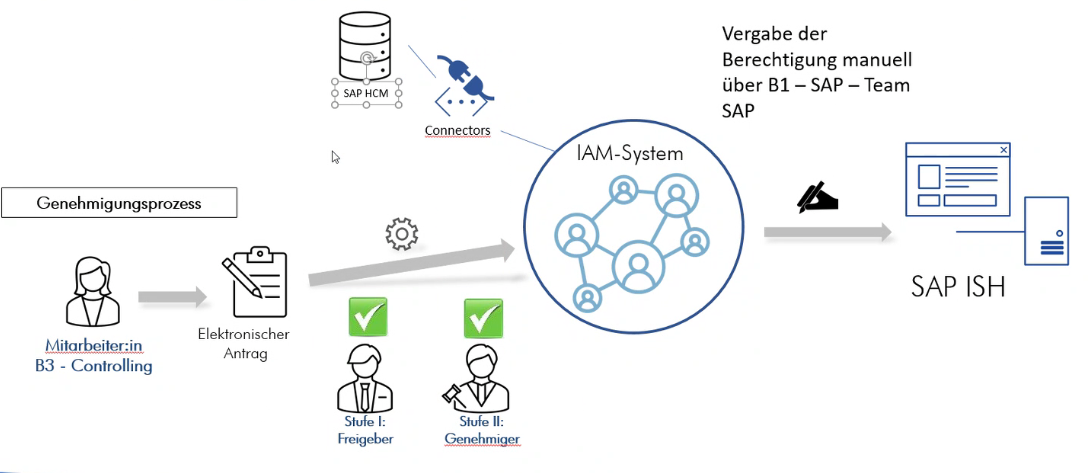 SAP HCM
Connectors
Vergabe der
Berechtigung manuell
über B1 – SAP – Team
SAP
IAM-System
Genehmigungsprozess
SAP ISH
Elektronischer
Antrag
Mitarbeiter:in
B3 - Controlling
Stufe I:
Freigeber
Stufe II:
Genehmiger